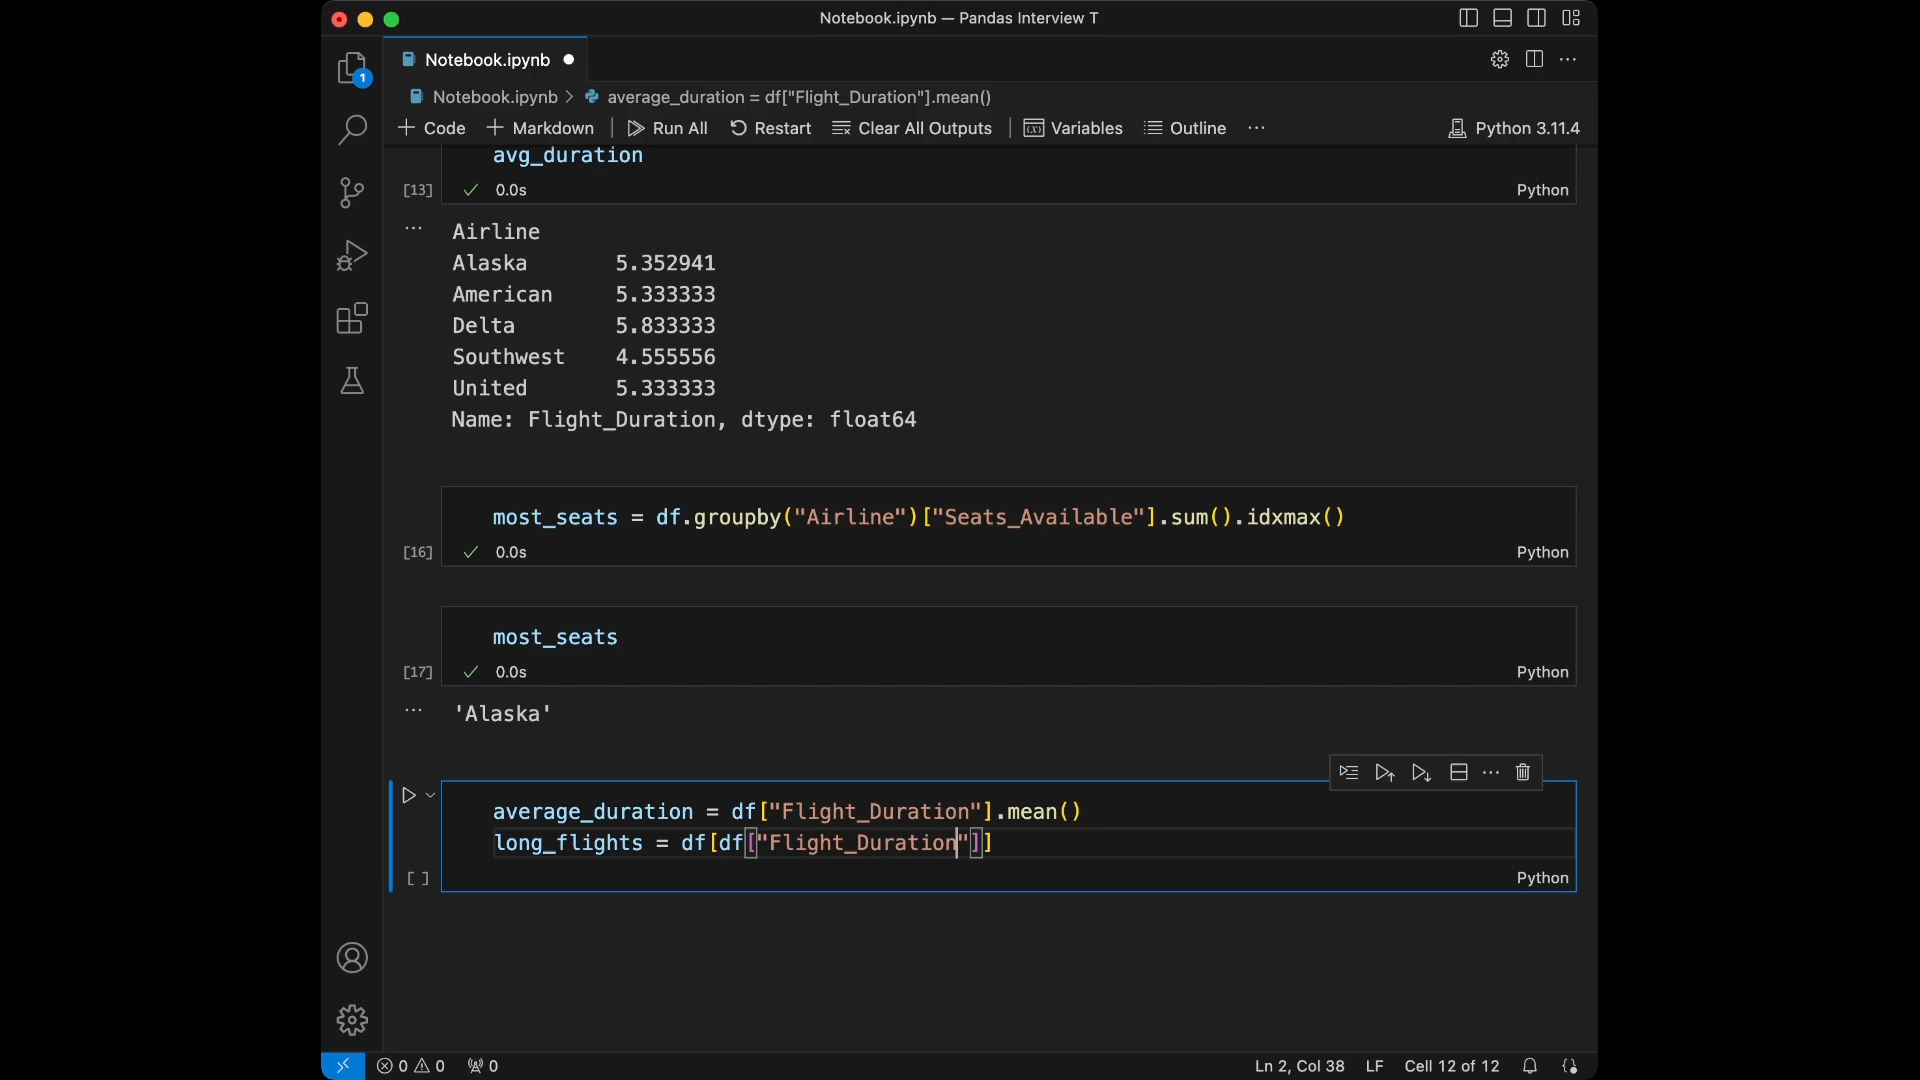 Notebook.ipynb — Pandas Interview T
1
Notebook.ipynb
Notebook.ipynb > average_duration = df["Flight_Duration"].mean()
+ Code + Markdown | Run All Restart Clear All Outputs | Variables Outline ... Python 3.11.4
avg_duration
[13] ✓ 0.0s Python
Airline
Alaska 5.352941
American 5.333333
Delta 5.833333
Southwest 4.555556
United 5.333333
Name: Flight_Duration, dtype: float64
most_seats = df.groupby("Airline")["Seats_Available"].sum().idxmax()
[16] ✓ 0.0s Python
most_seats
[17] ✓ 0.0s Python
'Alaska'
average_duration = df["Flight_Duration"].mean()
long_flights = df[df["Flight_Duration"]]
[ ] Python
0 0 0 Ln 2, Col 38 LF Cell 12 of 12